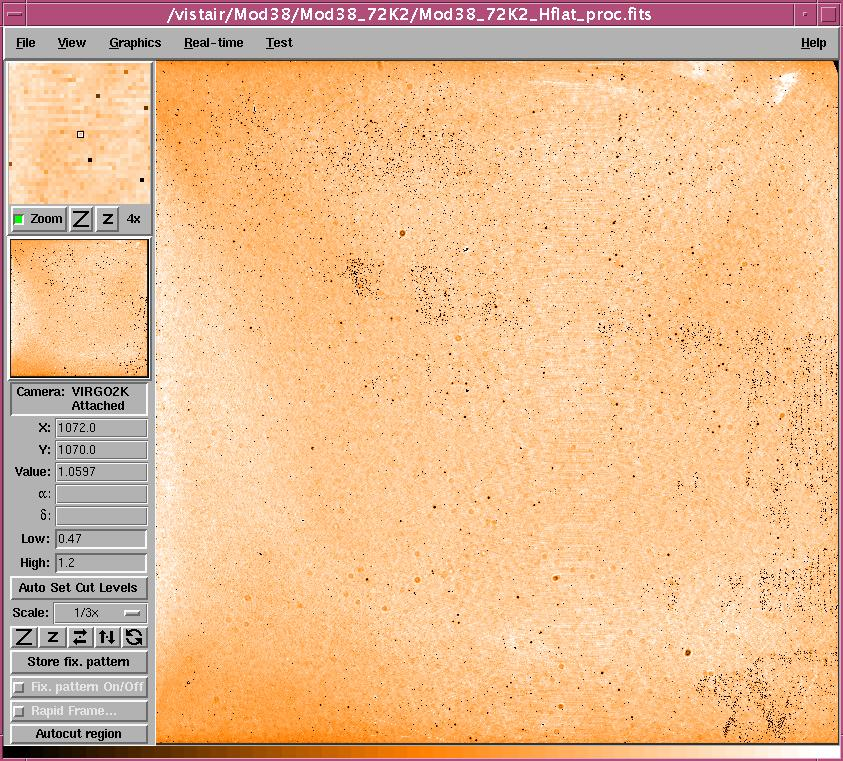 /vistair/Mod38/Mod38_72K2/Mod38_72K2_Hflat_proc.fits
File View Graphics Real-time Test Help
Zoom Z z 4x
Camera: VIRGO2K
Attached
X: 1072.0
Y: 1070.0
Value: 1.0597
α:
δ:
Low: 0.47
High: 1.2
Auto Set Cut Levels
Scale: 1/3x
Z z
Store fix. pattern
Fix. pattern On/Off
Rapid Frame...
Autocut region